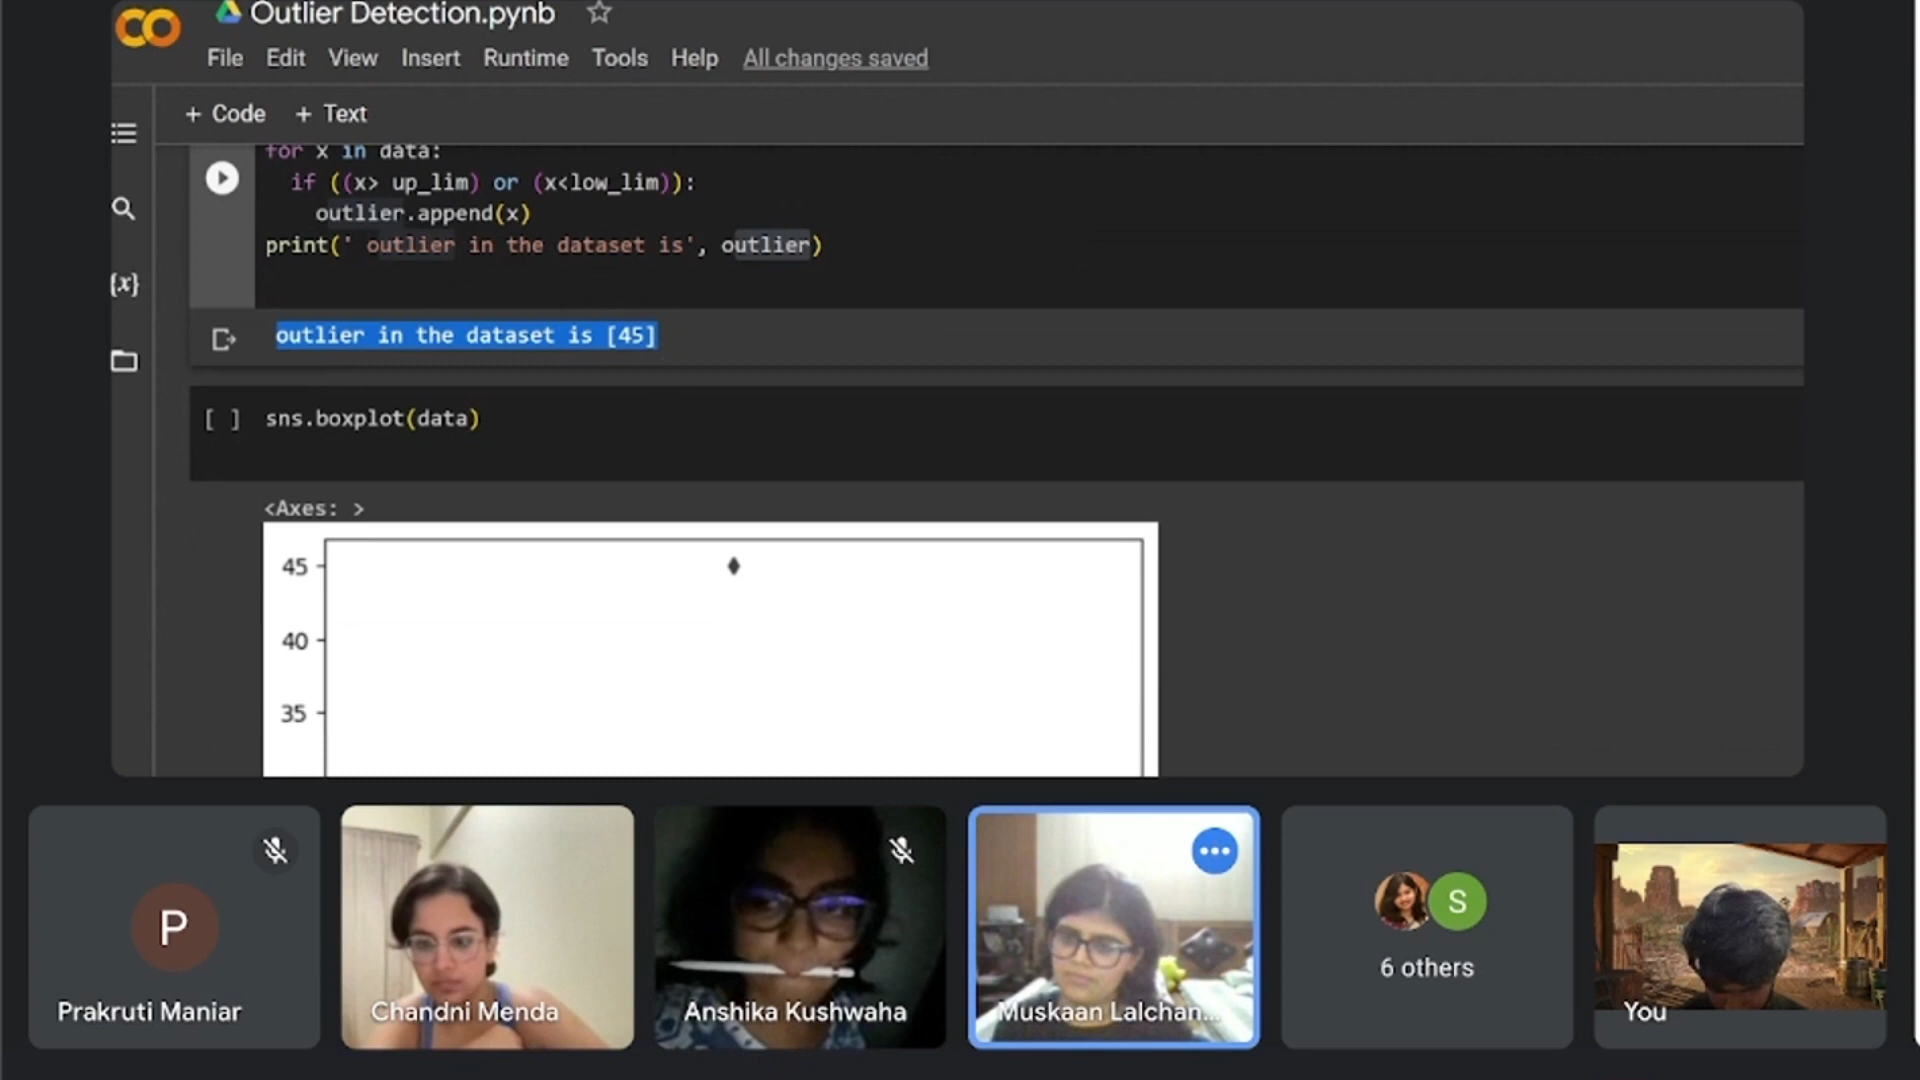 Outlier Detection.pynb
File Edit View Insert Runtime Tools Help All changes saved
+ Code + Text
for x in data:
if ((x> up_lim) or (x<low_lim)):
outlier.append(x)
print(' outlier in the dataset is', outlier)
{x}
outlier in the dataset is [45]
[ ] sns.boxplot(data)
<Axes: >
45
40
35
P
Prakruti Maniar
Chandni Menda
Anshika Kushwaha
Muskaan Lalchan...
S
6 others
You